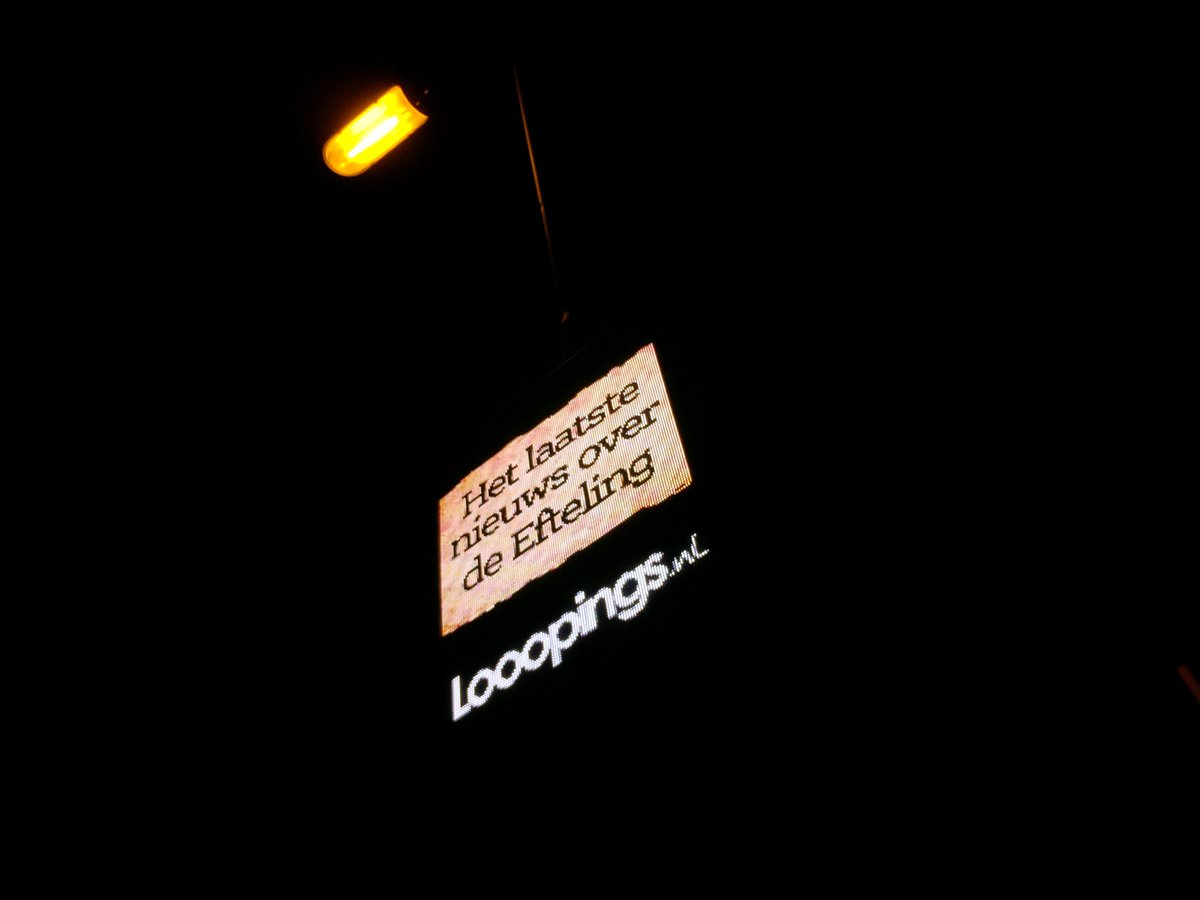 Het laatste
nieuws over
de Efteling
Looopings.nl